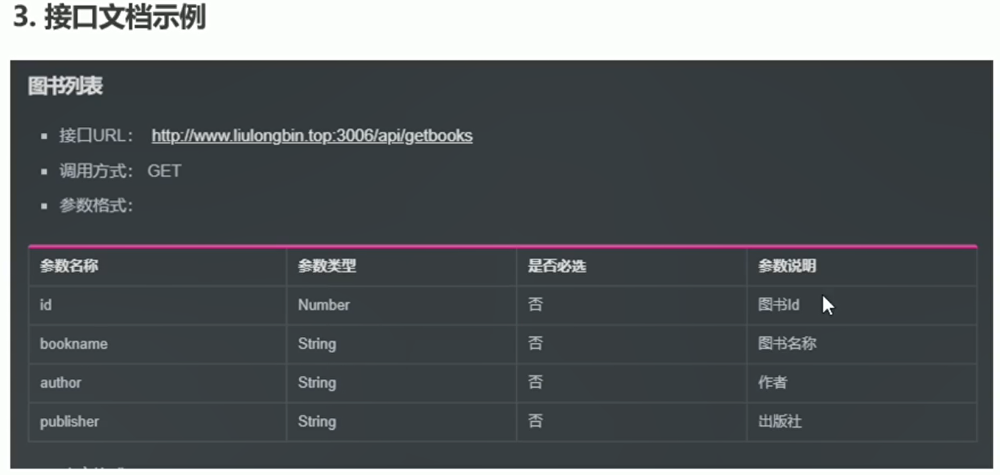 3. 接口文档示例
图书列表
接口URL： http://www.liulongbin.top:3006/api/getbooks
调用方式： GET
参数格式：
参数名称 参数类型 是否必选 参数说明
id Number 否 图书Id
bookname String 否 图书名称
author String 否 作者
publisher String 否 出版社